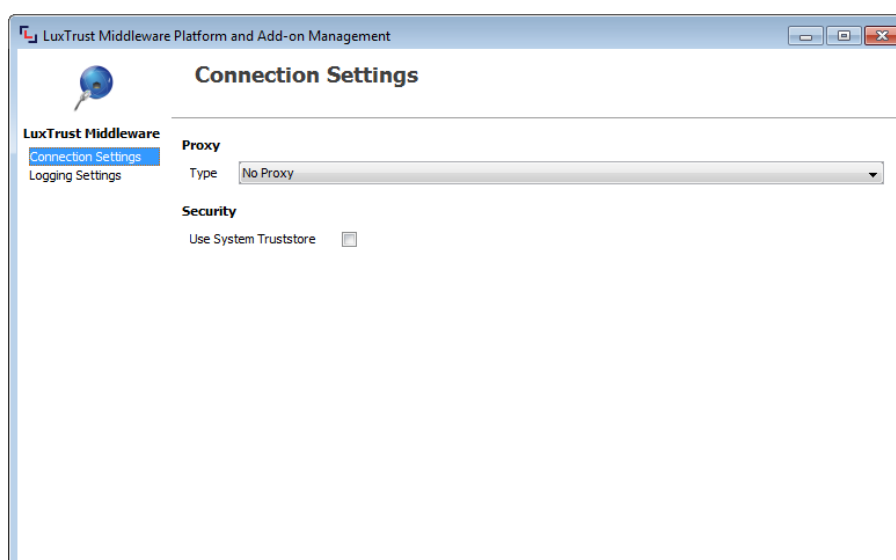 LuxTrust Middleware Platform and Add-on Management
Connection Settings
LuxTrust Middleware
Connection Settings
Logging Settings
Proxy
Type No Proxy
Security
Use System Truststore